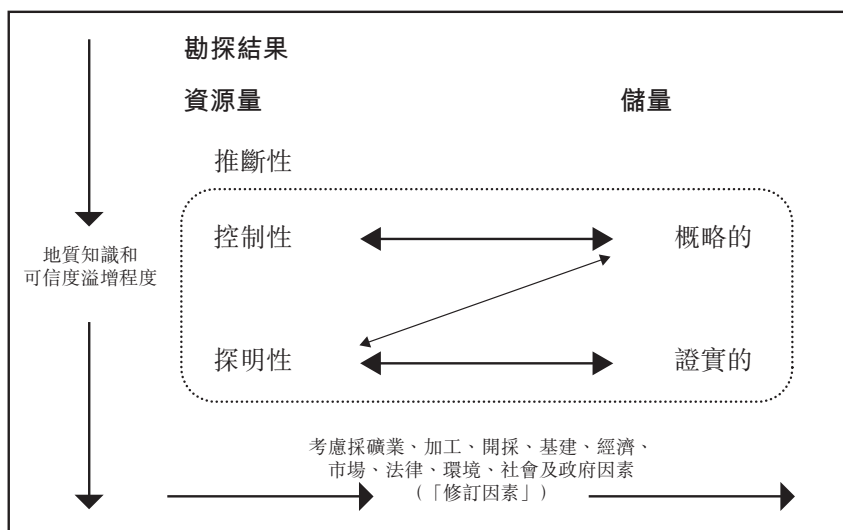 勘探結果
資源量
儲量
推斷性
控制性
概略的
地質知識和
可信度溢增程度
探明性
證實的
考慮採礦業、加工、開採、基建、經濟、
市場、法律、環境、社會及政府因素
(「修訂因素」)